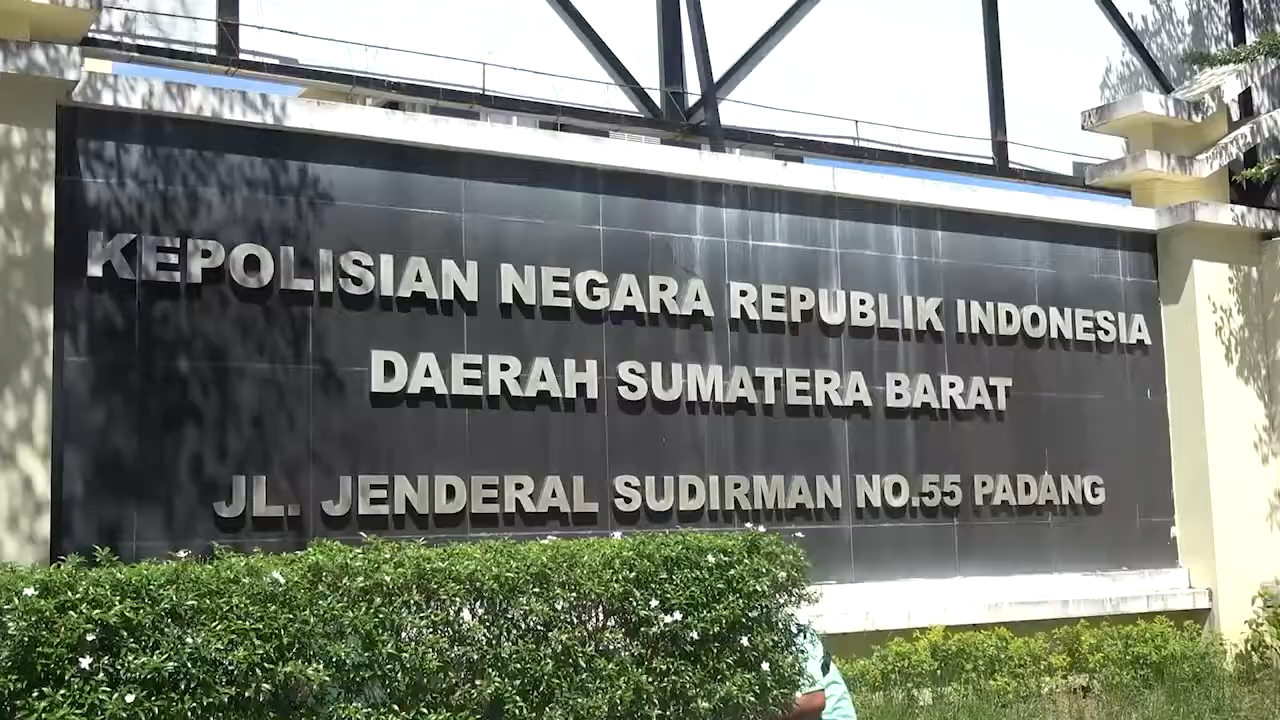 KEPOLISIAN NEGARA REPUBLIK INDONESIA
DAERAH SUMATERA BARAT
JL. JENDERAL SUDIRMAN NO.55 PADANG